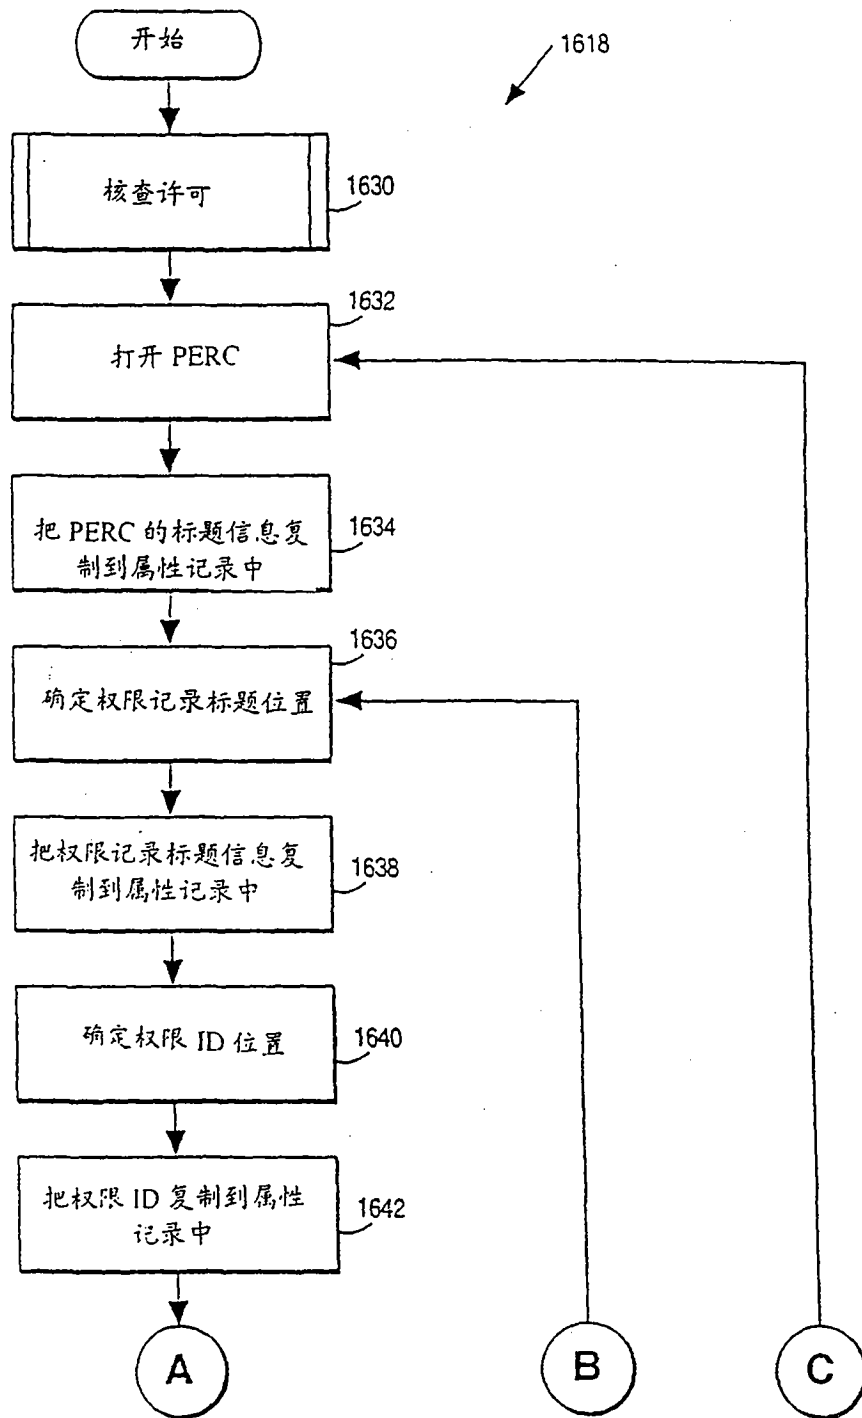 开始
1618
核查许可
1630
1632
打开 PERC
把 PERC 的标题信息复
制到属性记录中
1634
1636
确定权限记录标题位置
把权限记录标题信息复
制到属性记录中
1638
确定权限 ID 位置
1640
把权限 ID 复制到属性
记录中
1642
A
B
C